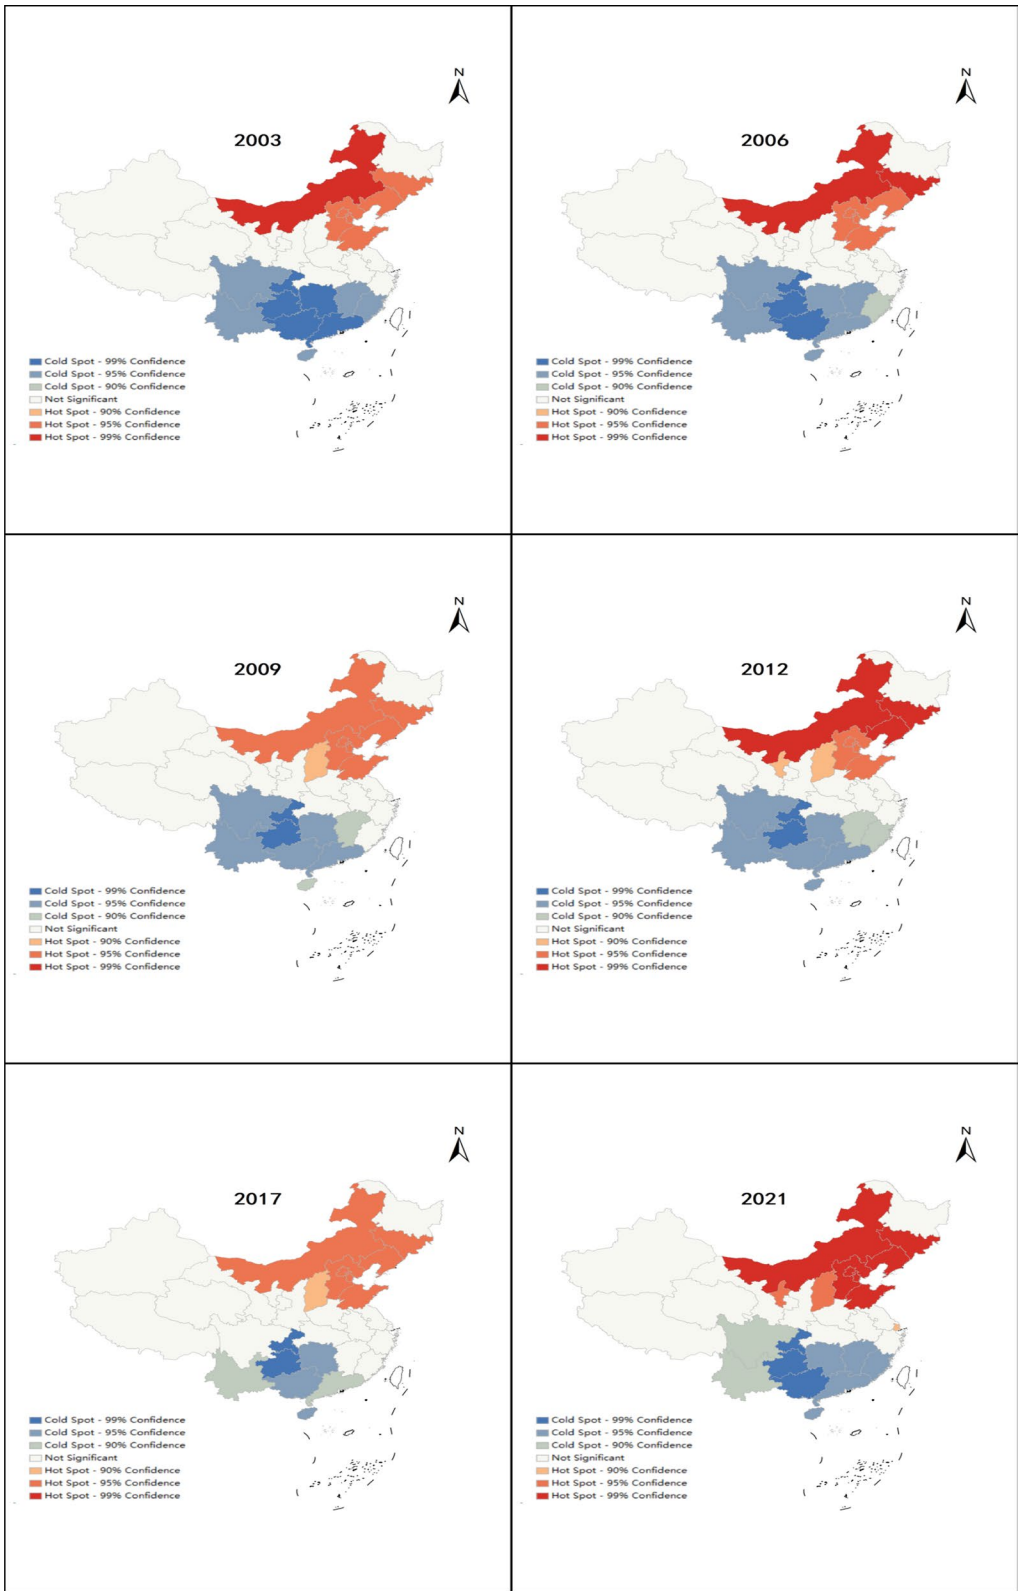 N
2003
Cold Spot - 99% Confidence
Cold Spot - 95% Confidence
Cold Spot - 90% Confidence
Not Significant
Hot Spot - 90% Confidence
Hot Spot - 95% Confidence
Hot Spot - 99% Confidence
N
2006
Cold Spot - 99% Confidence
Cold Spot - 95% Confidence
Cold Spot - 90% Confidence
Not Significant
Hot Spot - 90% Confidence
Hot Spot - 95% Confidence
Hot Spot - 99% Confidence
N
2009
Cold Spot - 99% Confidence
Cold Spot - 95% Confidence
Cold Spot - 90% Confidence
Not Significant
Hot Spot - 90% Confidence
Hot Spot - 95% Confidence
Hot Spot - 99% Confidence
N
2012
Cold Spot - 99% Confidence
Cold Spot - 95% Confidence
Cold Spot - 90% Confidence
Not Significant
Hot Spot - 90% Confidence
Hot Spot - 95% Confidence
Hot Spot - 99% Confidence
N
2017
Cold Spot - 99% Confidence
Cold Spot - 95% Confidence
Cold Spot - 90% Confidence
Not Significant
Hot Spot - 90% Confidence
Hot Spot - 95% Confidence
Hot Spot - 99% Confidence
N
2021
Cold Spot - 99% Confidence
Cold Spot - 95% Confidence
Cold Spot - 90% Confidence
Not Significant
Hot Spot - 90% Confidence
Hot Spot - 95% Confidence
Hot Spot - 99% Confidence